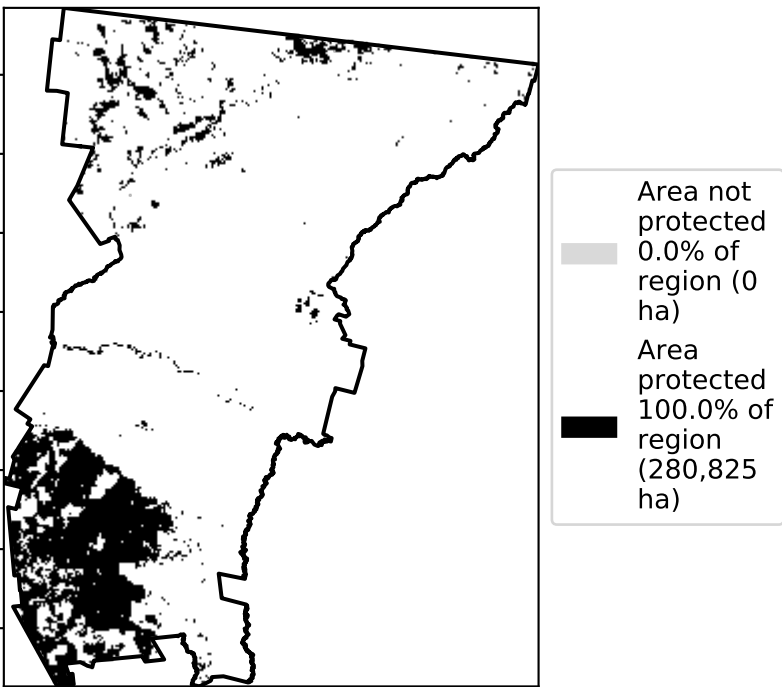 Area not
protected
0.0% of
region (0
ha)
Area
protected
100.0% of
region
(280,825
ha)